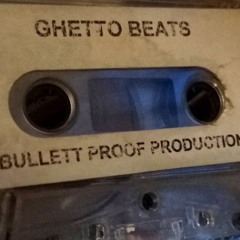 GHETTO BEATS
BULLETT PROOF PRODUCTION